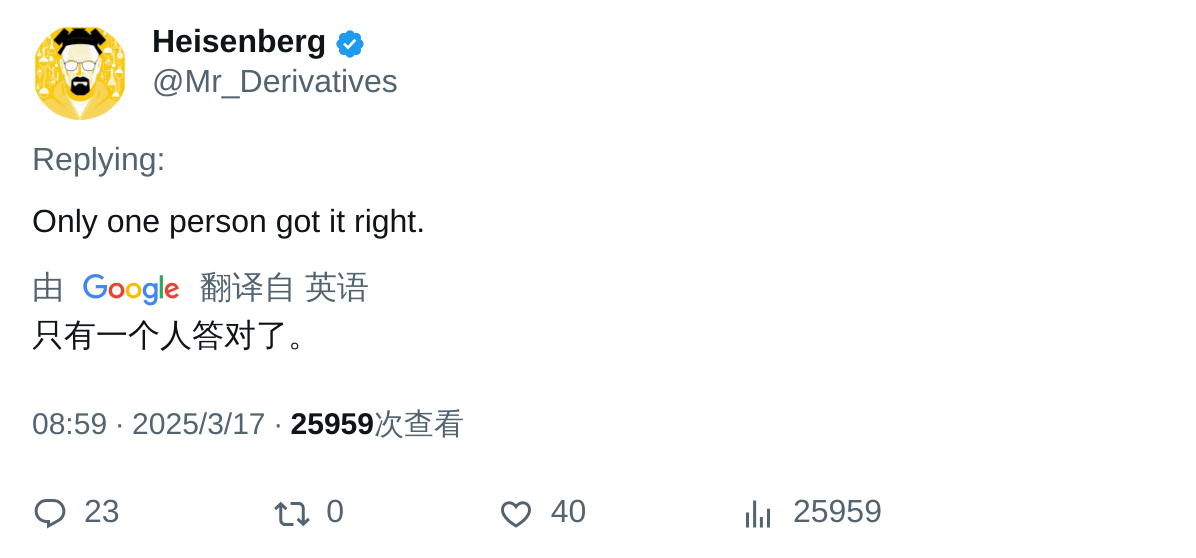 Heisenberg
@Mr_Derivatives
Replying:
Only one person got it right.
由 Google 翻译自 英语
只有一个人答对了。
08:59 · 2025/3/17 · 25959次查看
23 0 40 25959